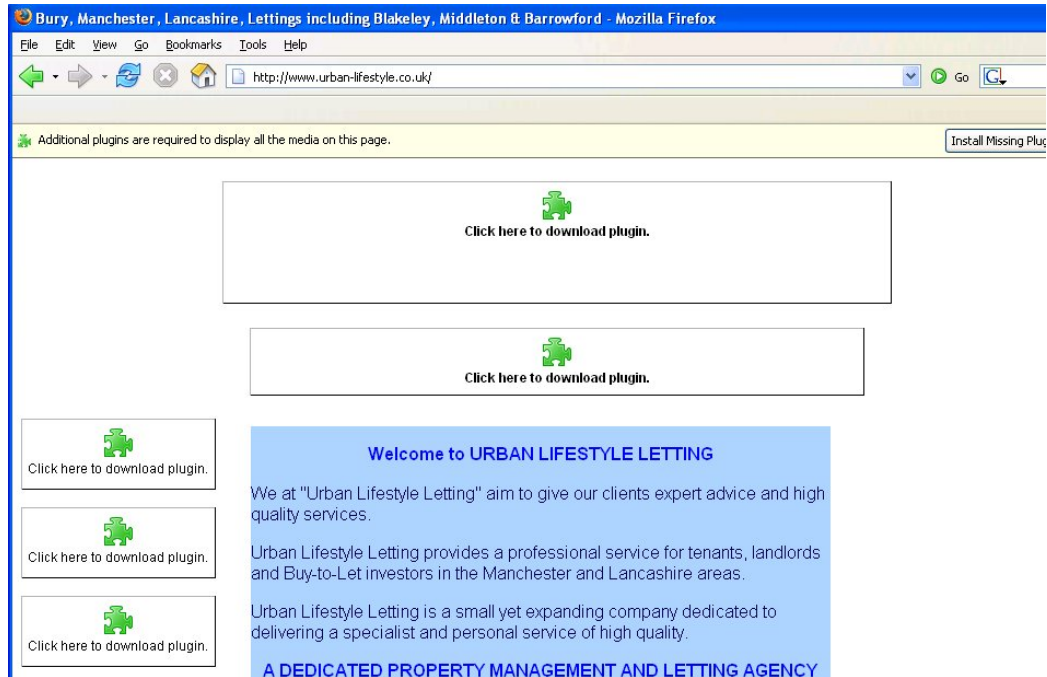 Bury, Manchester, Lancashire, Lettings including Blakeley, Middleton & Barrowford - Mozilla Firefox
File Edit View Go Bookmarks Tools Help
http://www.urban-lifestyle.co.uk/ Go G
Additional plugins are required to display all the media on this page. Install Missing Plug
Click here to download plugin.
Click here to download plugin.
Click here to download plugin.
Click here to download plugin.
Click here to download plugin.
Welcome to URBAN LIFESTYLE LETTING
We at "Urban Lifestyle Letting" aim to give our clients expert advice and high
quality services.
Urban Lifestyle Letting provides a professional service for tenants, landlords
and Buy-to-Let investors in the Manchester and Lancashire areas.
Urban Lifestyle Letting is a small yet expanding company dedicated to
delivering a specialist and personal service of high quality.
A DEDICATED PROPERTY MANAGEMENT AND LETTING AGENCY